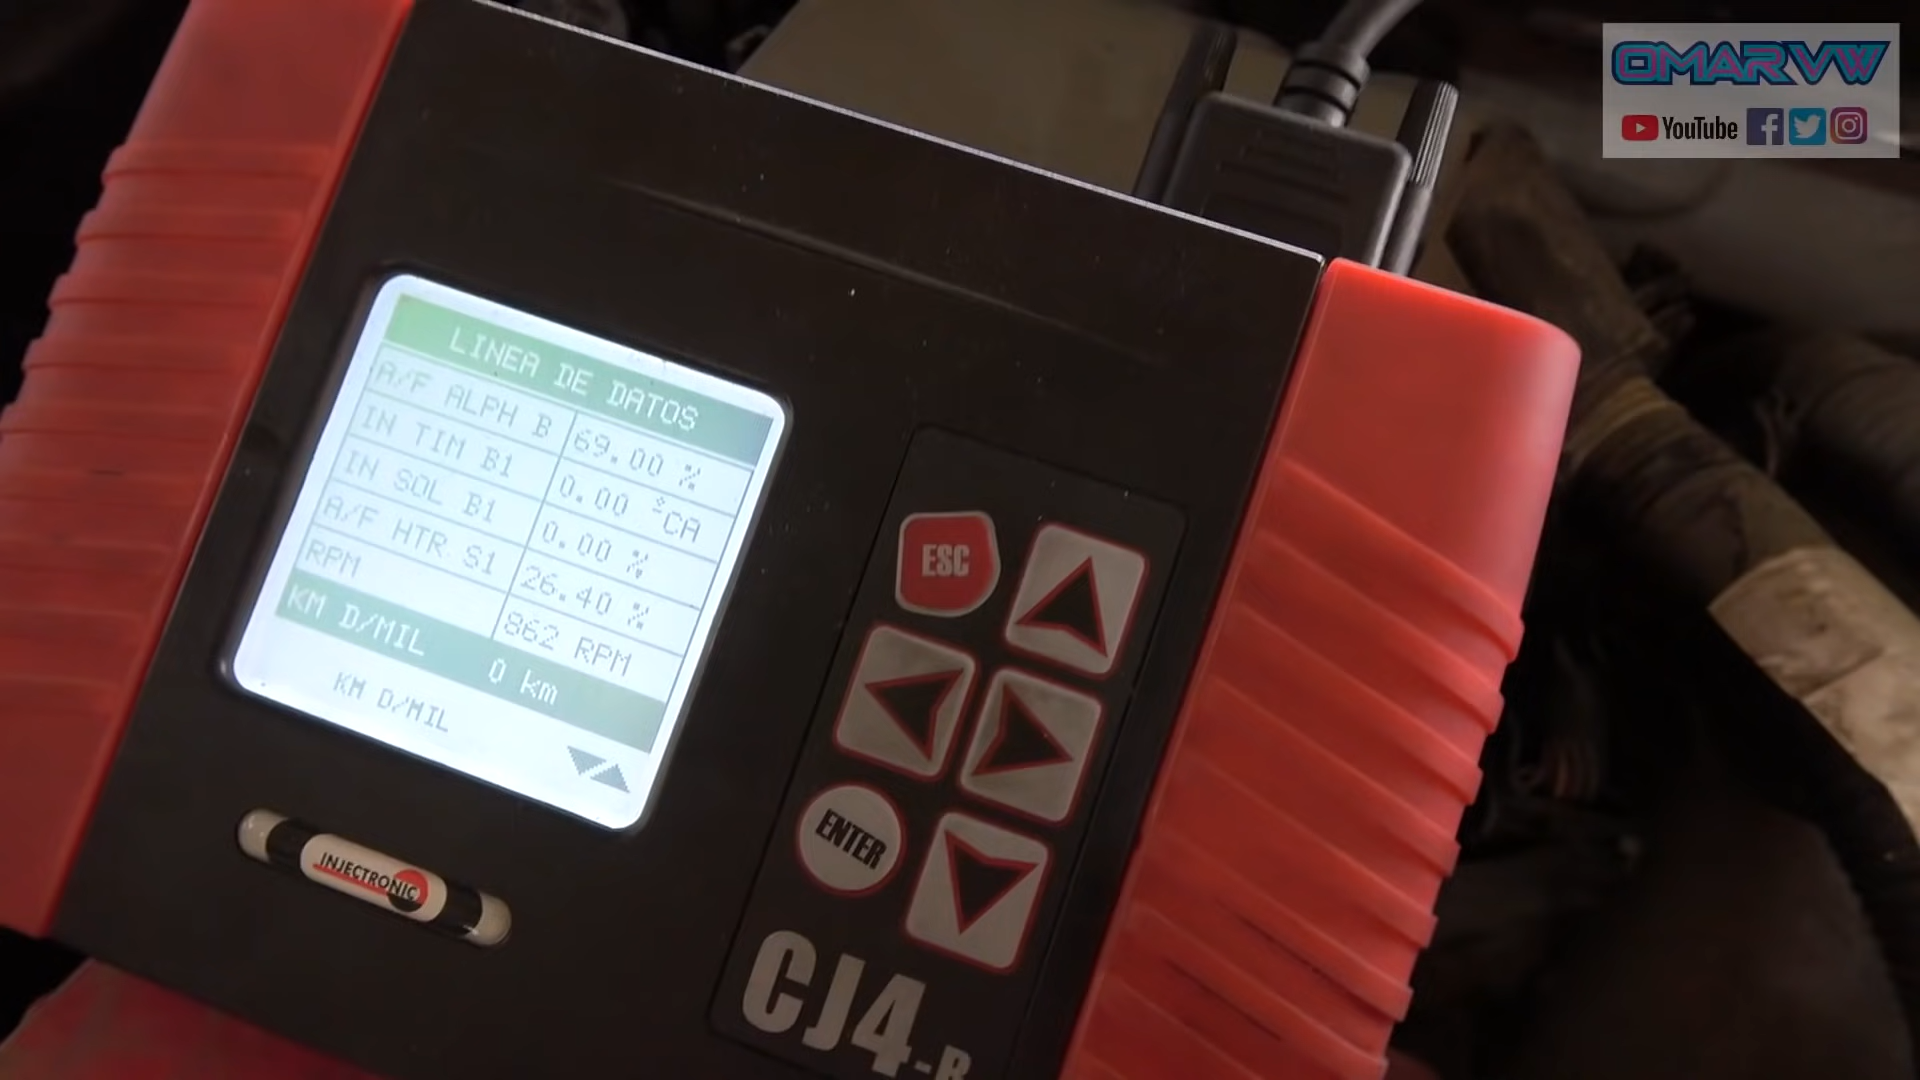 OMARVW
YouTube
LINEA DE DATOS
A/F ALPH B 69.00 %
IN TIM B1 0.00 °CA
IN SOL B1 0.00 %
A/F HTR S1 26.40 %
RPM 862 RPM
KM D/MIL 0 km
KM D/MIL
ESC
ENTER
INJECTRONIC
CJ4-B